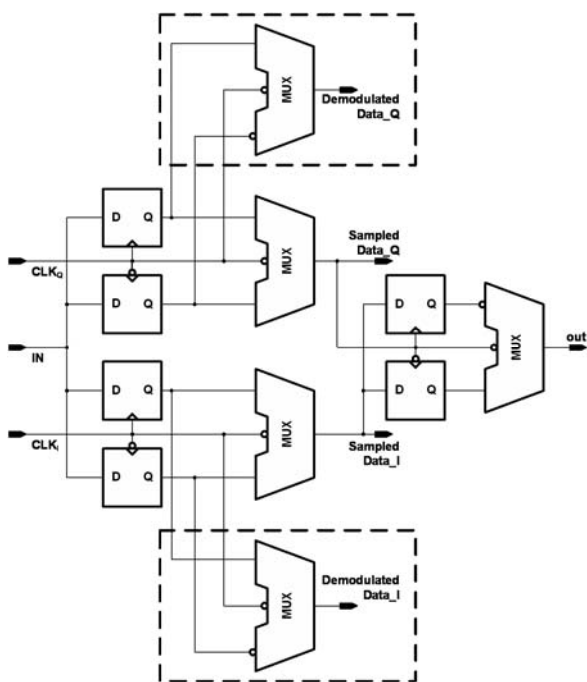 MUX
Demodulated
Data_Q
D Q
MUX
Sampled
Data_Q
CLKQ
D Q
D Q
MUX
out
IN
D Q
D Q
MUX
CLKI
Sampled
Data_I
D Q
MUX
Demodulated
Data_I